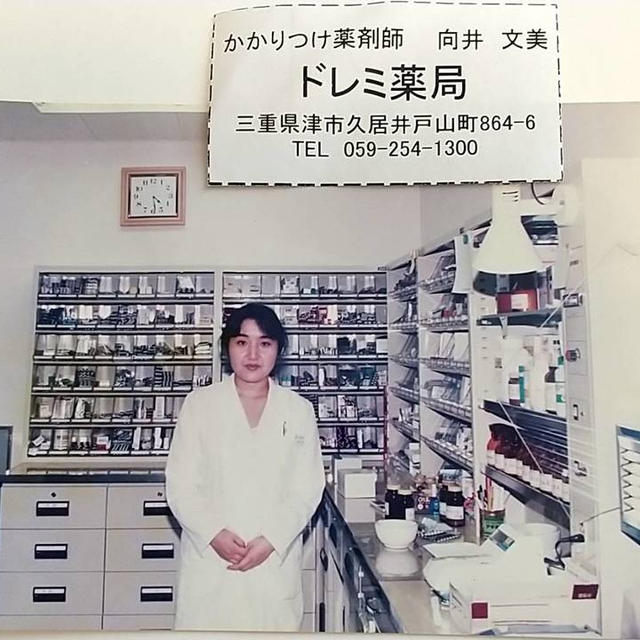 かかりつけ薬剤師　向井　文美
ドレミ薬局
三重県津市久居井戸山町864-6
TEL 059-254-1300